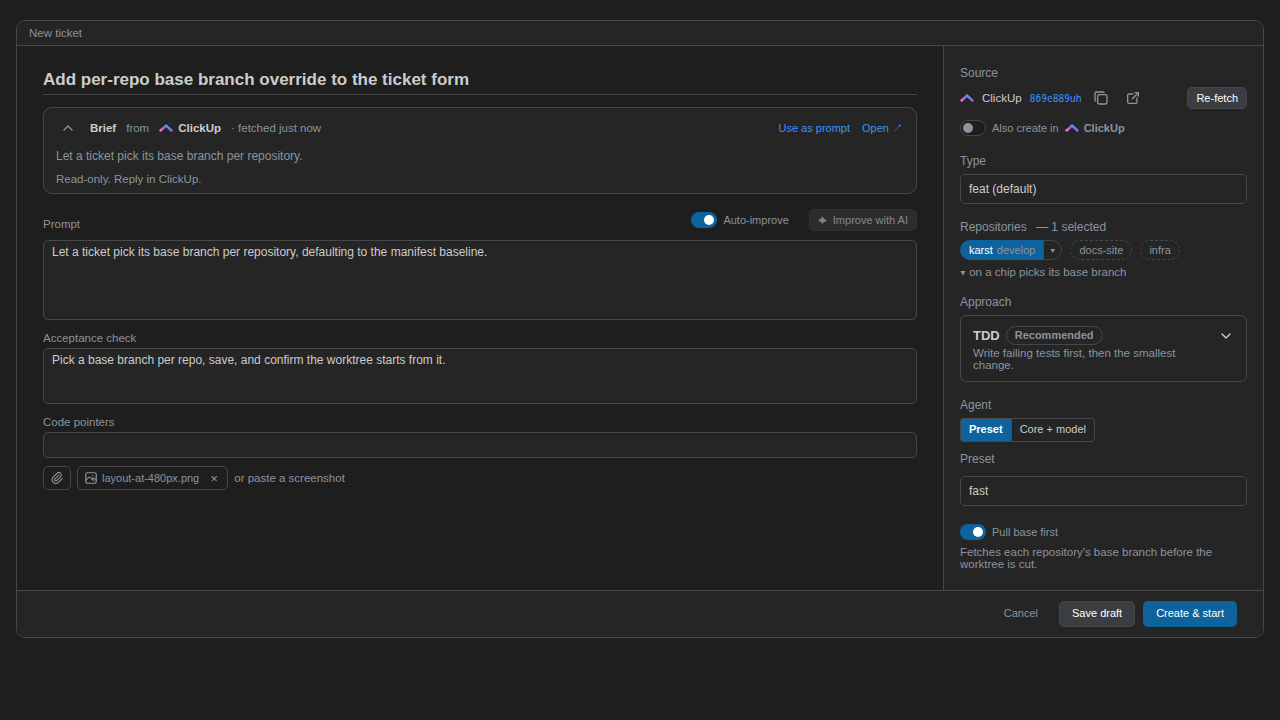 New ticket
Add per-repo base branch override to the ticket form
Brief from ClickUp · fetched just now Use as prompt Open ↗
Let a ticket pick its base branch per repository.
Read-only. Reply in ClickUp.
Prompt Auto-improve Improve with AI
Let a ticket pick its base branch per repository, defaulting to the manifest baseline.
Acceptance check
Pick a base branch per repo, save, and confirm the worktree starts from it.
Code pointers
layout-at-480px.png × or paste a screenshot
Source
ClickUp 869e889uh Re-fetch
Also create in ClickUp
Type
feat (default)
Repositories — 1 selected
karst develop ▾ docs-site infra
▾ on a chip picks its base branch
Approach
TDD Recommended
Write failing tests first, then the smallest
change.
Agent
Preset Core + model
Preset
fast
Pull base first
Fetches each repository's base branch before the
worktree is cut.
Cancel Save draft Create & start